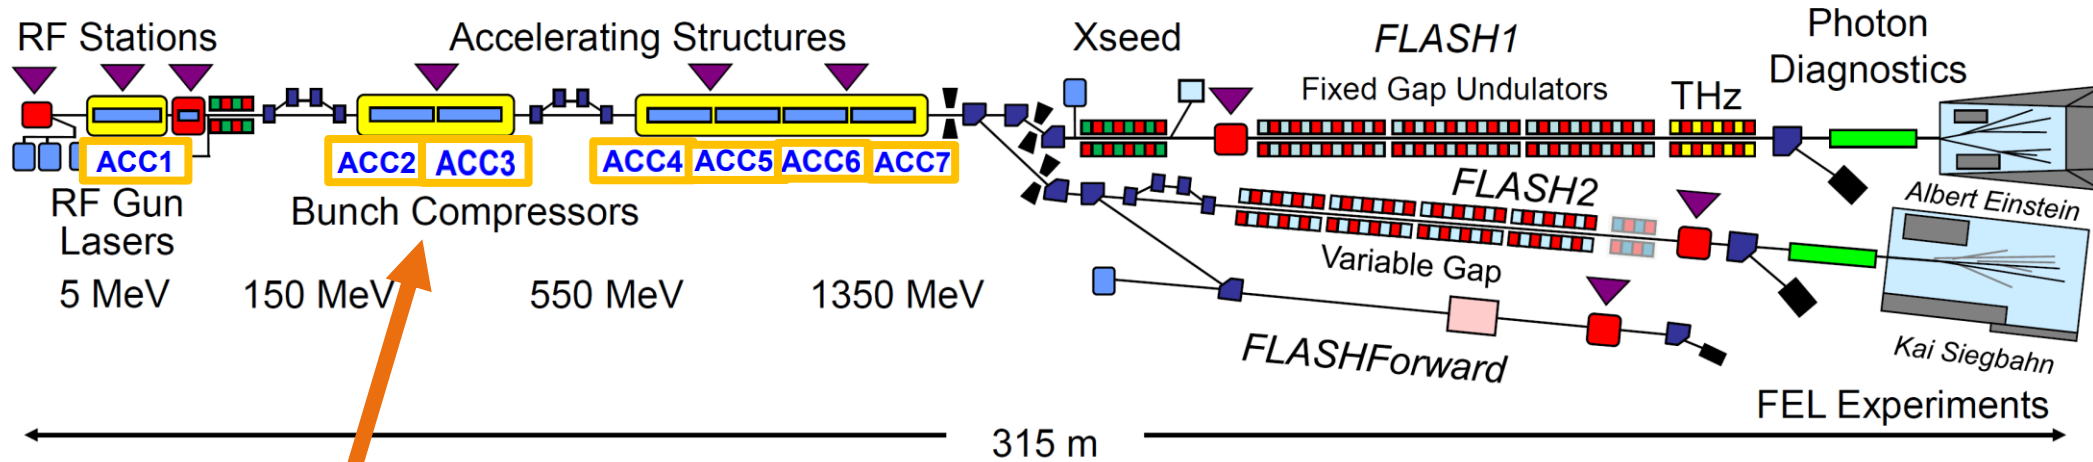 RF Stations
Accelerating Structures
Xseed
FLASH1
Fixed Gap Undulators
THz
Photon
Diagnostics
ACC1
ACC2
ACC3
ACC4
ACC5
ACC6
ACC7
RF Gun
Lasers
Bunch Compressors
FLASH2
Variable Gap
Albert Einstein
5 MeV
150 MeV
550 MeV
1350 MeV
FLASHForward
Kai Siegbahn
FEL Experiments
315 m